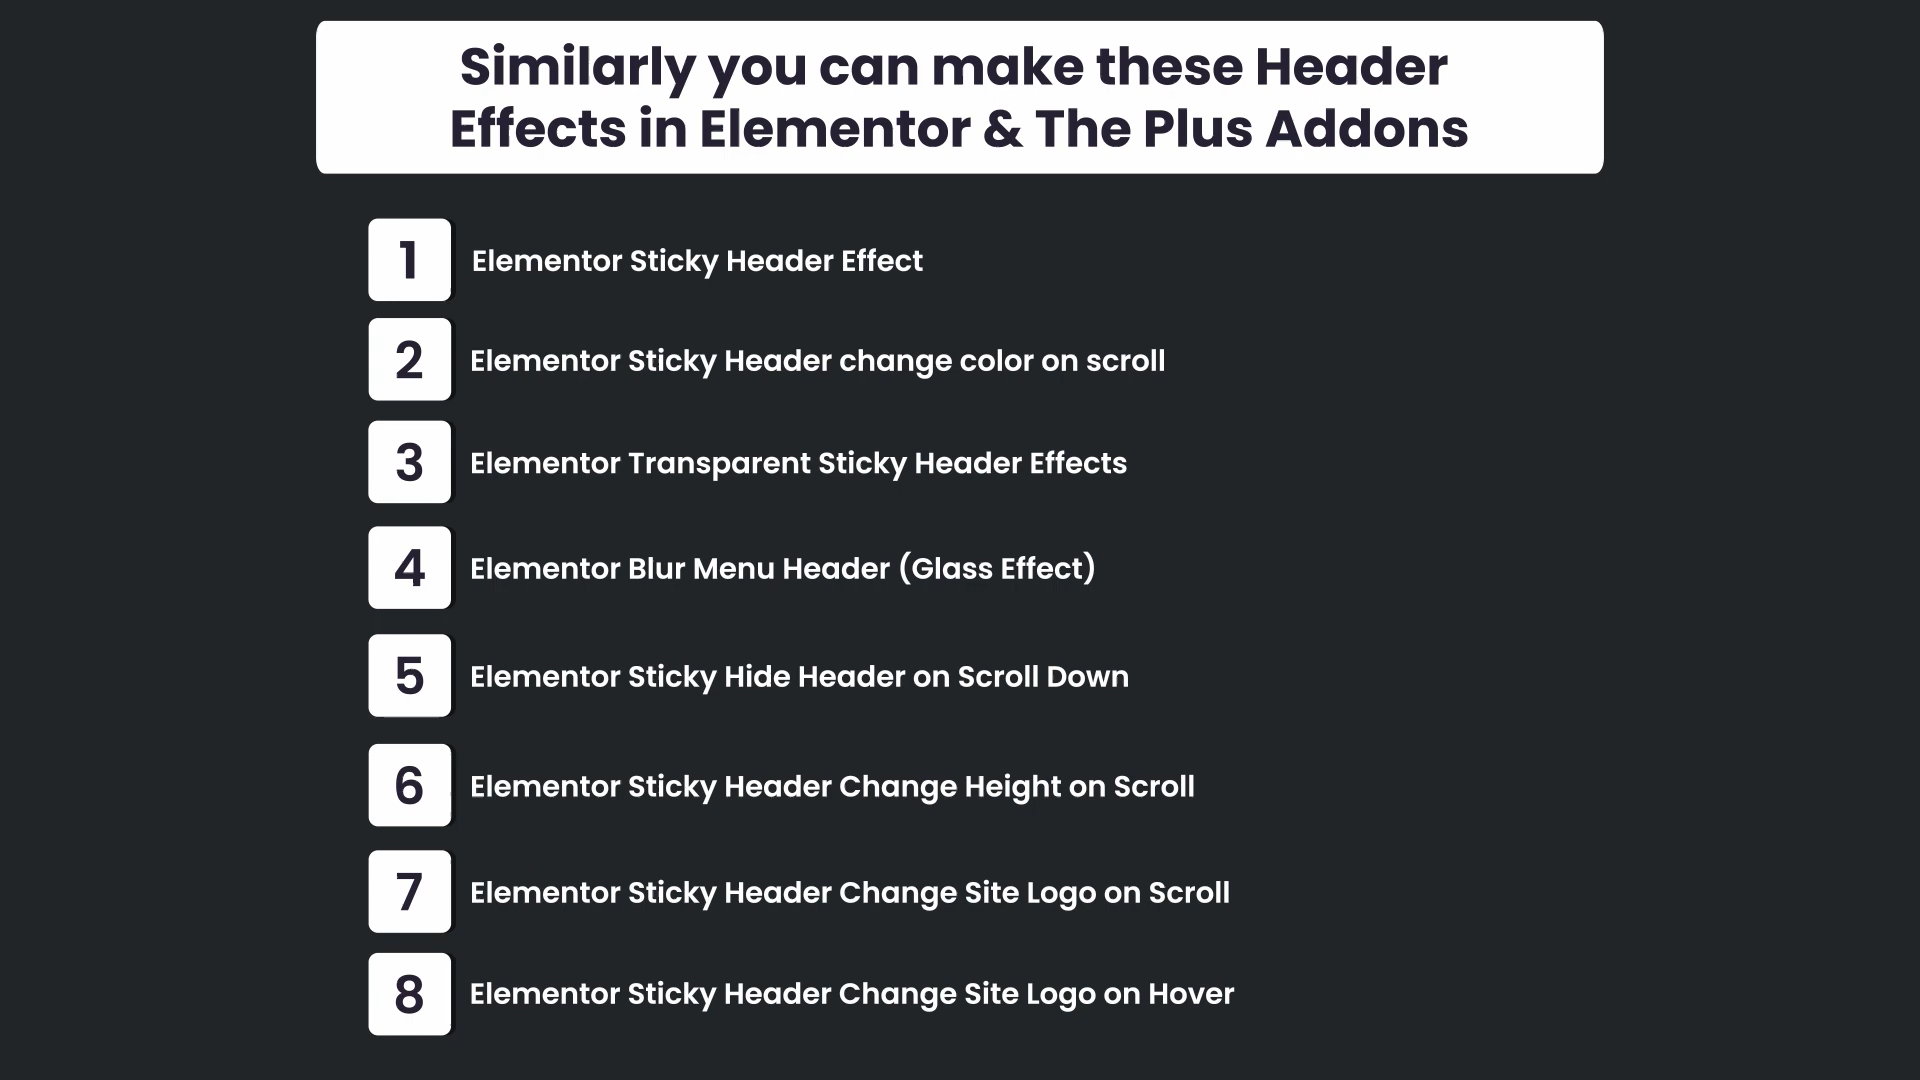 Similarly you can make these Header
Effects in Elementor & The Plus Addons
1 Elementor Sticky Header Effect
2 Elementor Sticky Header change color on scroll
3 Elementor Transparent Sticky Header Effects
4 Elementor Blur Menu Header (Glass Effect)
5 Elementor Sticky Hide Header on Scroll Down
6 Elementor Sticky Header Change Height on Scroll
7 Elementor Sticky Header Change Site Logo on Scroll
8 Elementor Sticky Header Change Site Logo on Hover